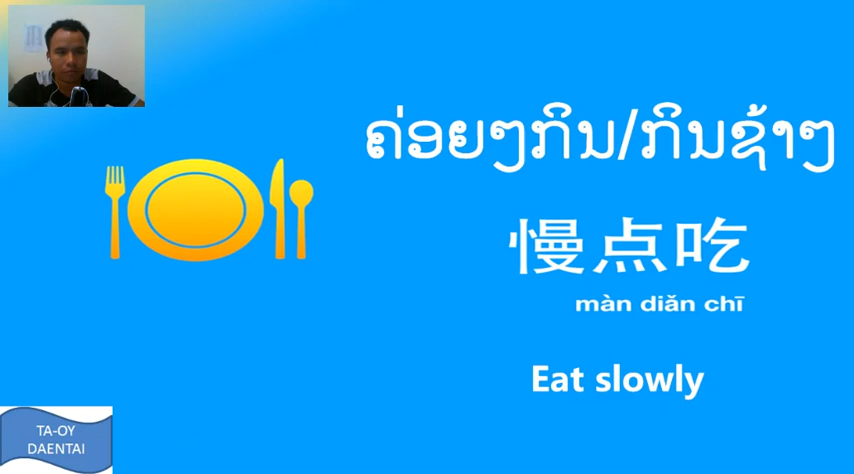 ຄ່ອຍໆກິນ/ກິນຊ້າໆ
慢点吃
màn diǎn chī
Eat slowly
TA-OY
DAENTAI